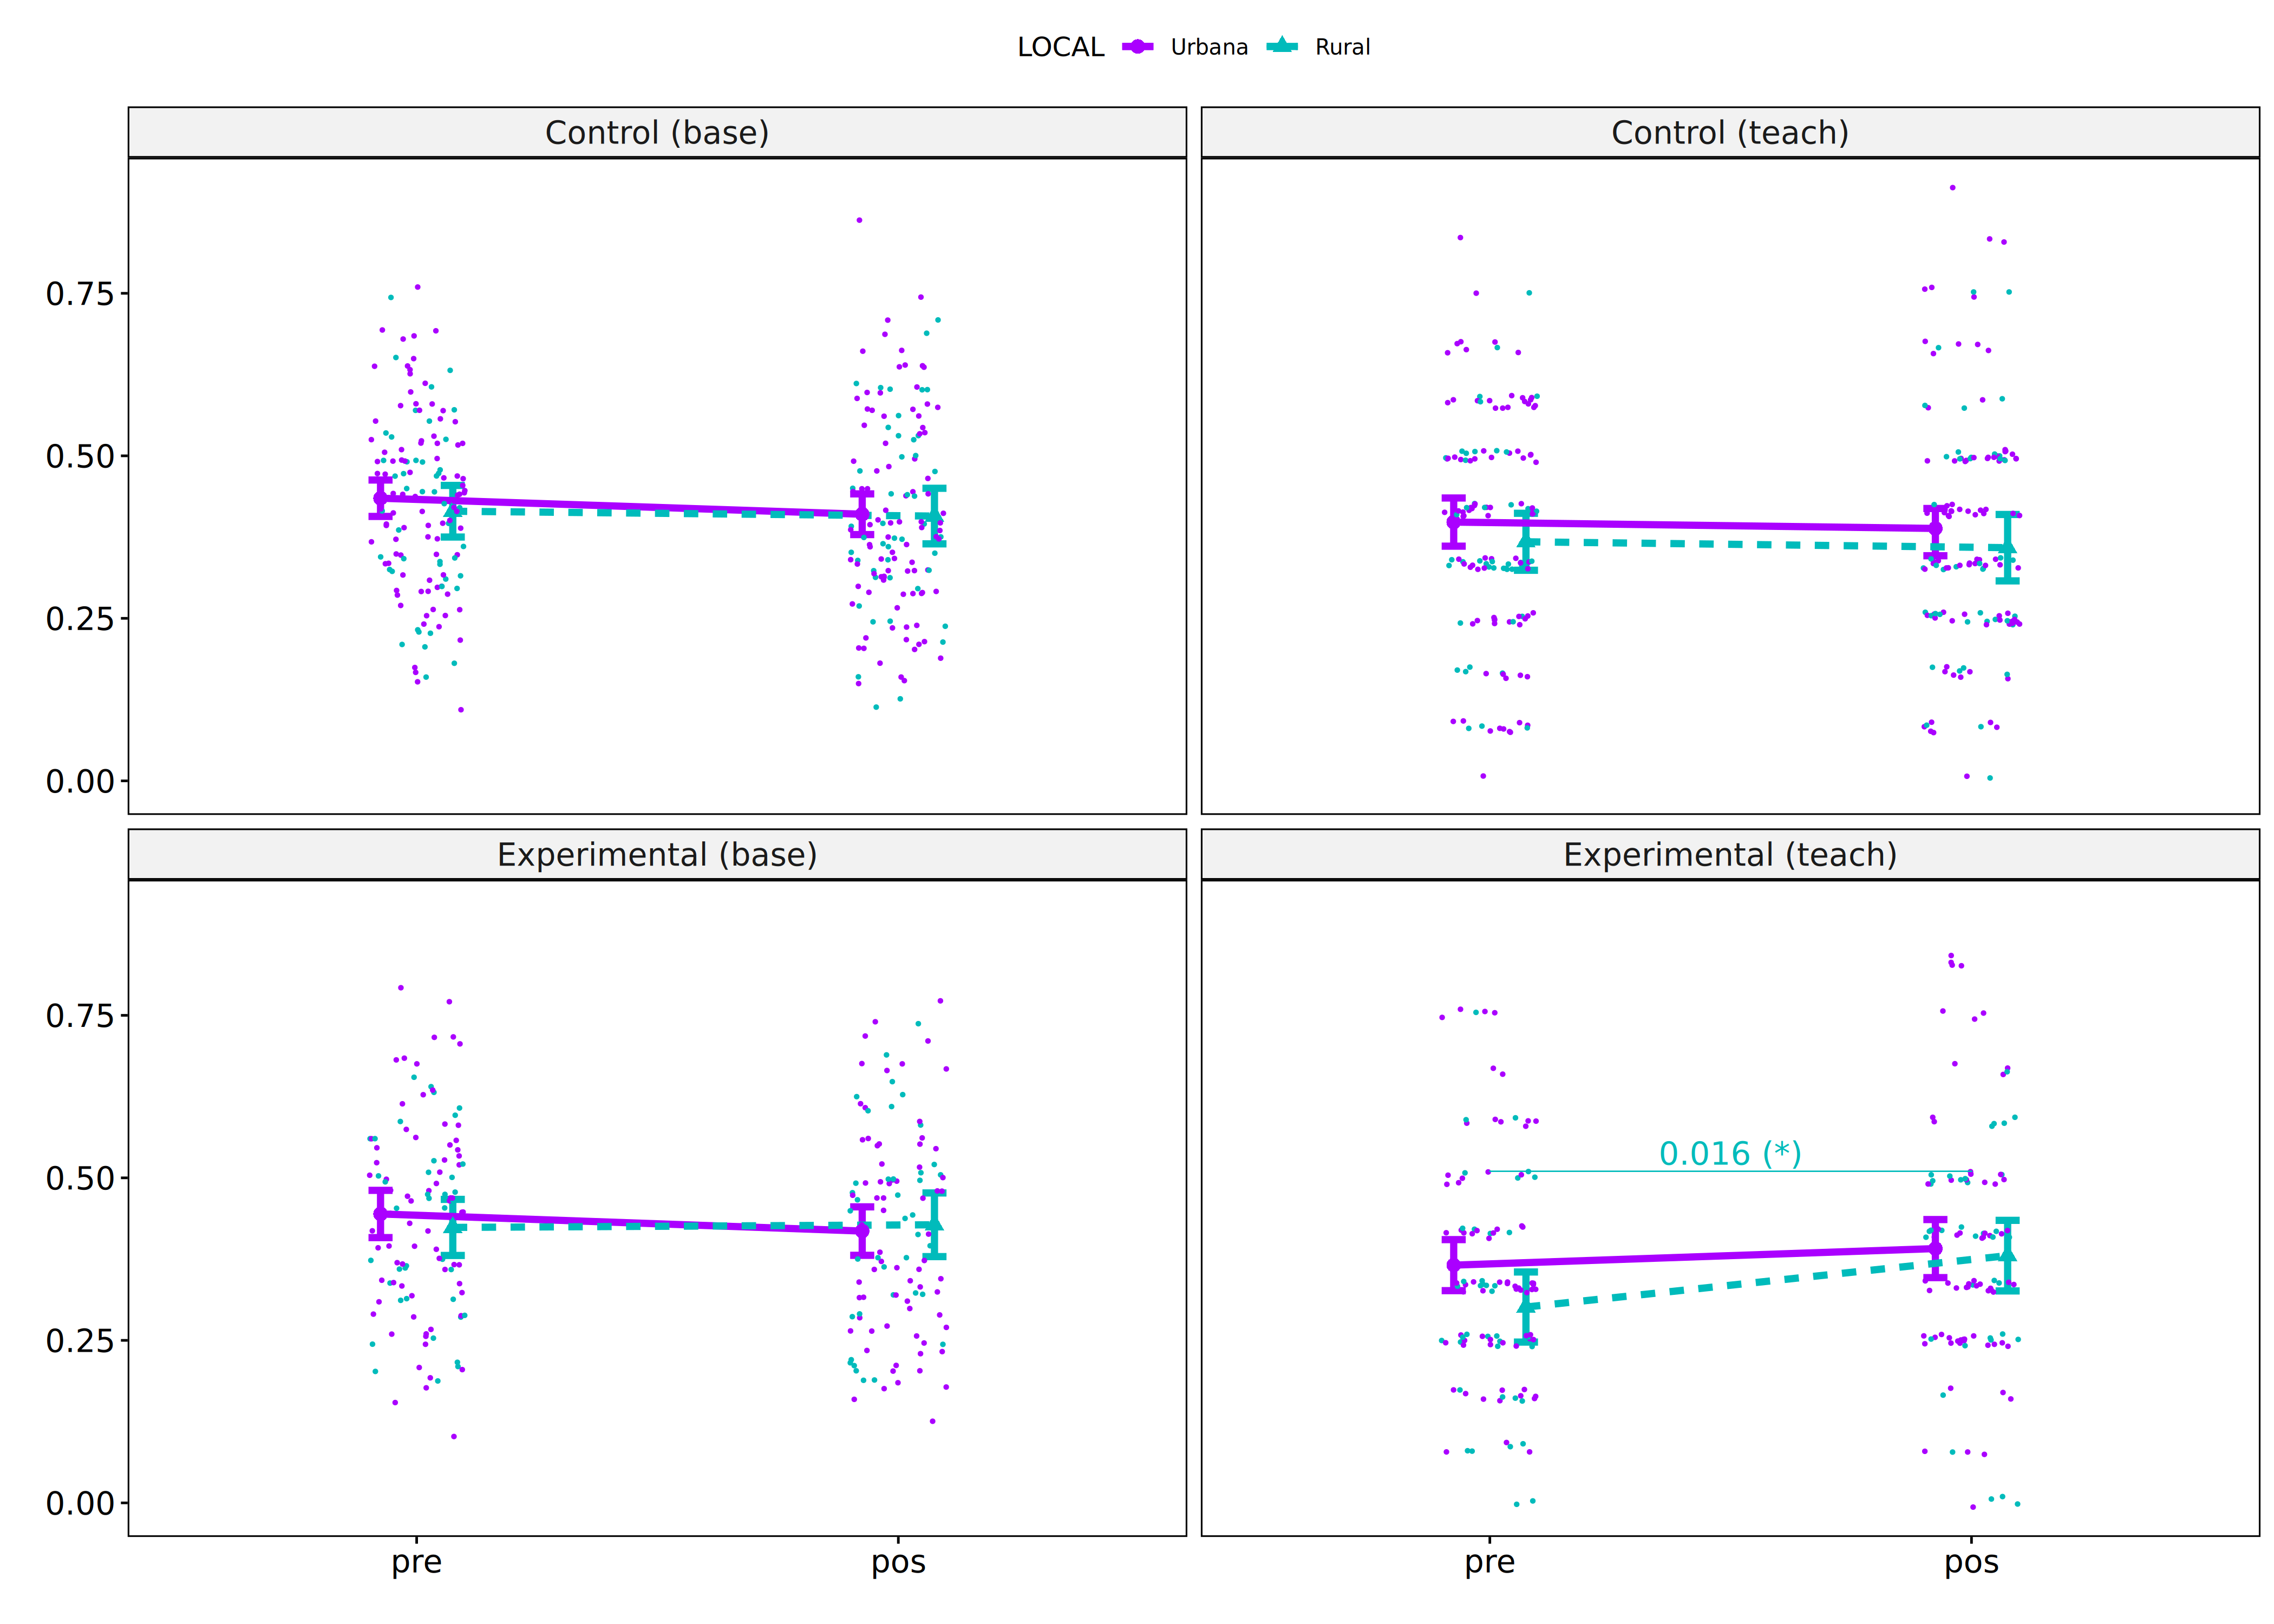 LOCAL Urbana Rural
Control (base)
Control (teach)
0.75
0.50
0.25
0.00
Experimental (base)
Experimental (teach)
0.75
0.50
0.25
0.00
0.016 (*)
pre pos pre pos